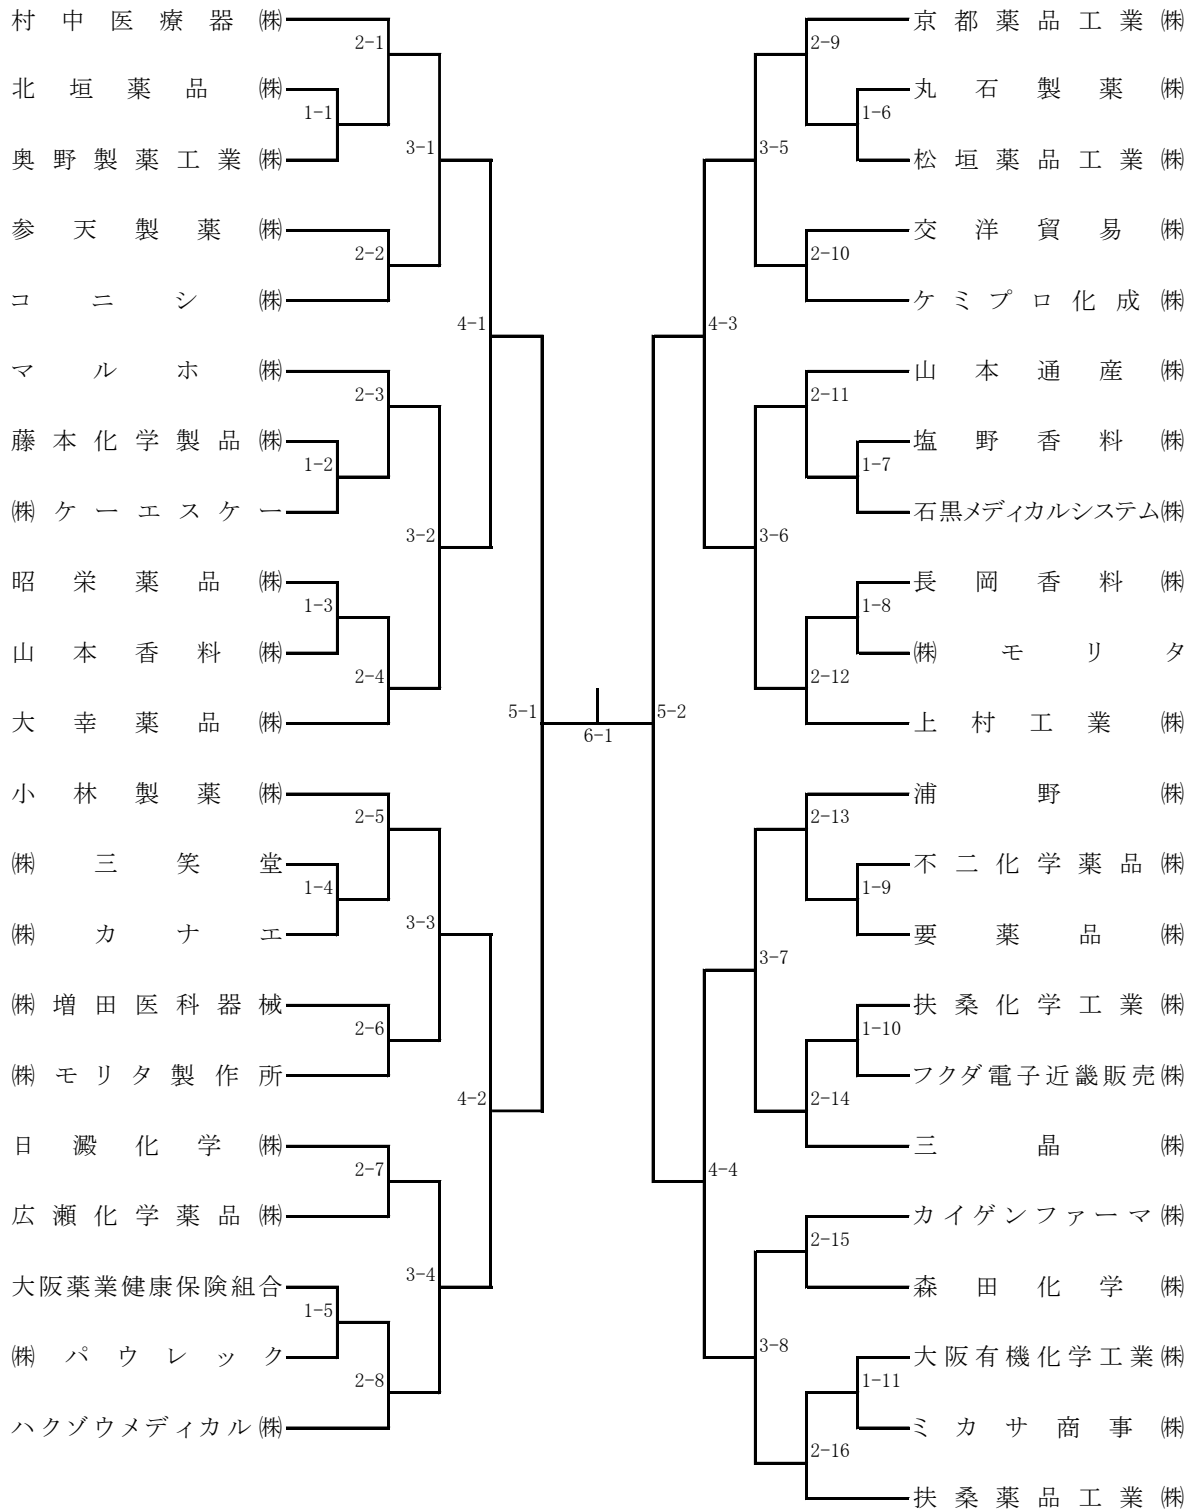 村中医療器㈱
2-1
北垣薬品㈱
1-1
奥野製薬工業㈱
3-1
参天製薬㈱
2-2
コニシ㈱
4-1
マルホ㈱
2-3
藤本化学製品㈱
1-2
㈱ケーエスケー
3-2
昭栄薬品㈱
1-3
山本香料㈱
2-4
大幸薬品㈱
5-1
小林製薬㈱
2-5
㈱三笑堂
1-4
㈱カナエ
3-3
㈱増田医科器械
2-6
㈱モリタ製作所
4-2
日澱化学㈱
2-7
広瀬化学薬品㈱
3-4
大阪薬業健康保険組合
1-5
㈱パウレック
2-8
ハクゾウメディカル㈱
6-1
京都薬品工業㈱
2-9
丸石製薬㈱
1-6
松垣薬品工業㈱
3-5
交洋貿易㈱
2-10
ケミプロ化成㈱
4-3
山本通産㈱
2-11
塩野香料㈱
1-7
石黒メディカルシステム㈱
3-6
長岡香料㈱
1-8
㈱モリタ
2-12
上村工業㈱
5-2
浦野㈱
2-13
不二化学薬品㈱
1-9
要薬品㈱
3-7
扶桑化学工業㈱
1-10
フクダ電子近畿販売㈱
2-14
三晶㈱
4-4
カイゲンファーマ㈱
2-15
森田化学㈱
3-8
大阪有機化学工業㈱
1-11
ミカサ商事㈱
2-16
扶桑薬品工業㈱